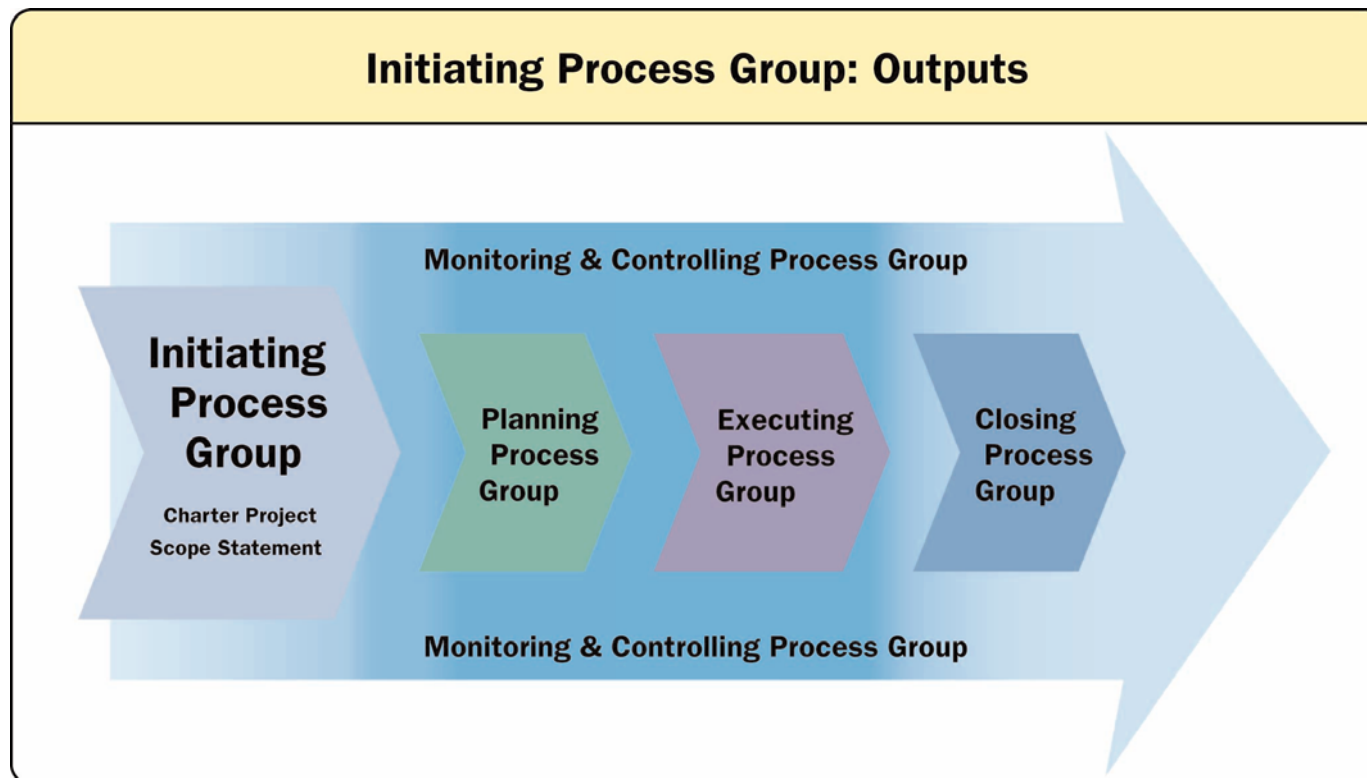 Initiating Process Group: Outputs
Monitoring & Controlling Process Group
Initiating
Process
Group
Charter Project
Scope Statement
Planning
Process
Group
Executing
Process
Group
Closing
Process
Group
Monitoring & Controlling Process Group